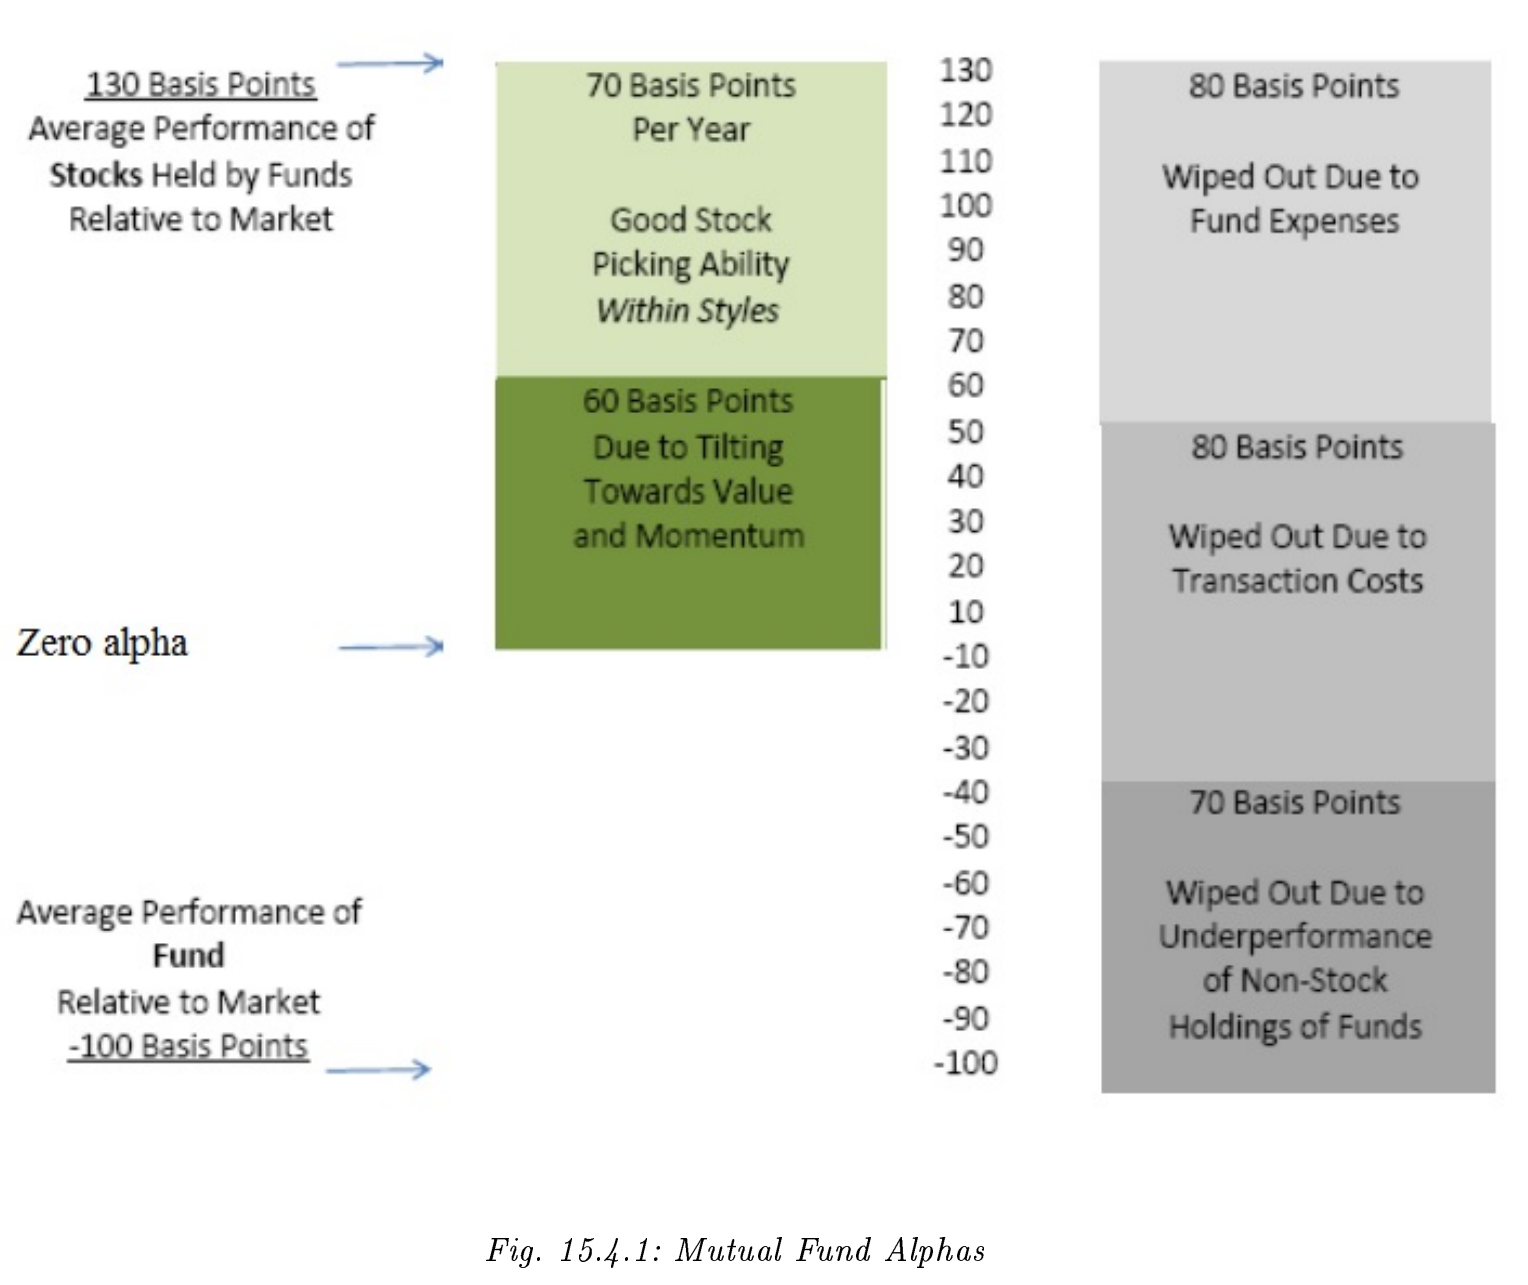 130 Basis Points
Average Performance of
Stocks Held by Funds
Relative to Market
Zero alpha
Average Performance of
Fund
Relative to Market
-100 Basis Points
70 Basis Points
Per Year
Good Stock
Picking Ability
Within Styles
60 Basis Points
Due to Tilting
Towards Value
and Momentum
130
120
110
100
90
80
70
60
50
40
30
20
10
-10
-20
-30
-40
-50
-60
-70
-80
-90
-100
80 Basis Points
Wiped Out Due to
Fund Expenses
80 Basis Points
Wiped Out Due to
Transaction Costs
70 Basis Points
Wiped Out Due to
Underperformance
of Non-Stock
Holdings of Funds
Fig. 15.4.1: Mutual Fund Alphas